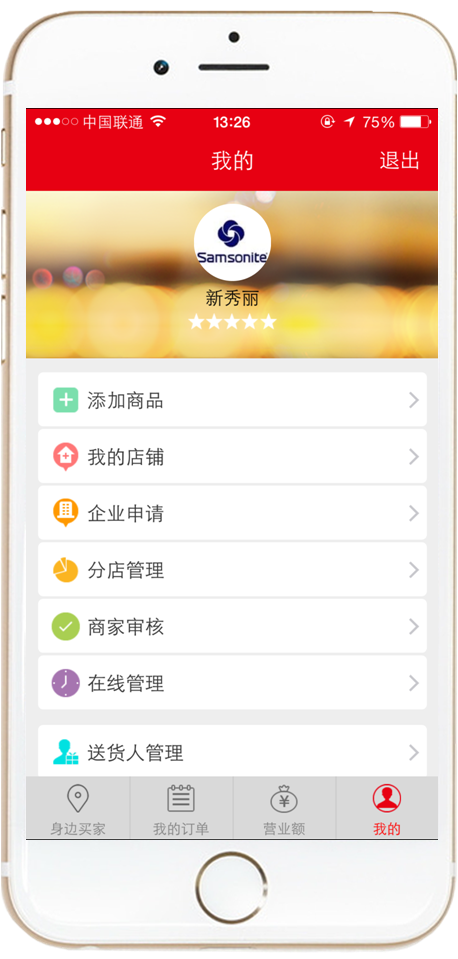 中国联通 13:26 75%
我的 退出
Samsonite
新秀丽
添加商品
我的店铺
企业申请
分店管理
商家审核
在线管理
送货人管理
身边买家 我的订单 营业额 我的